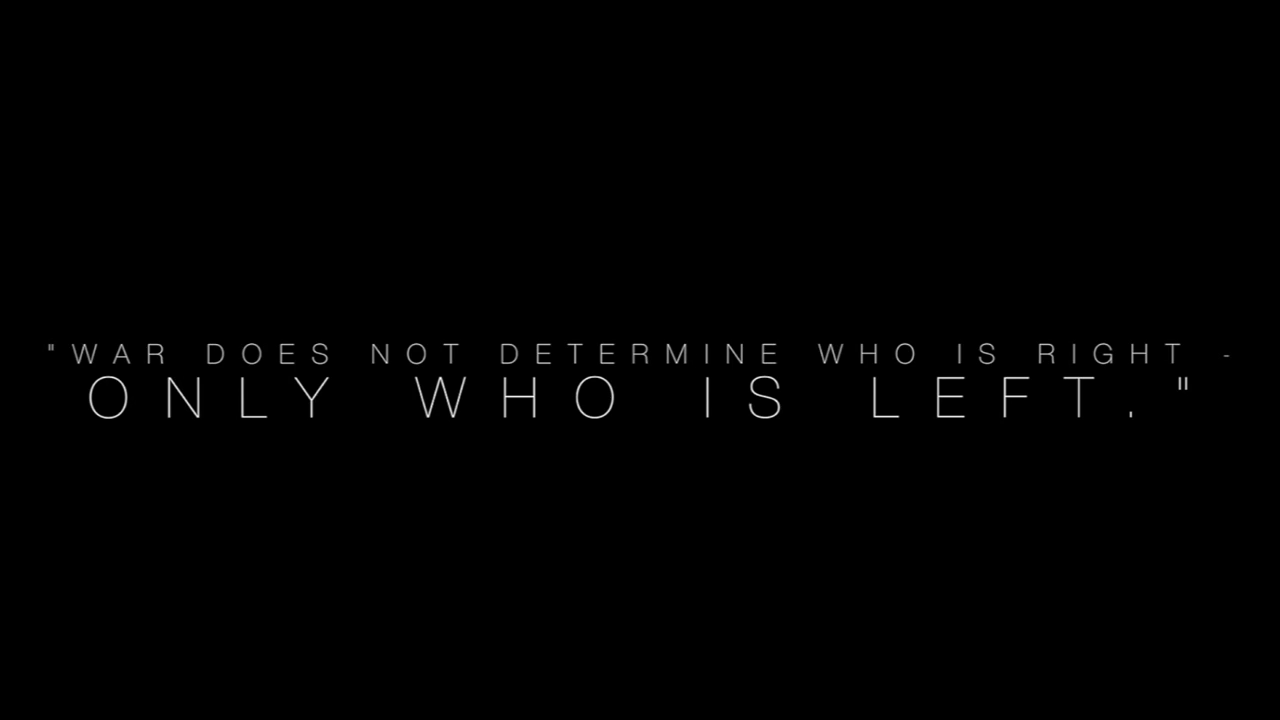 "WAR DOES NOT DETERMINE WHO IS RIGHT -
ONLY WHO IS LEFT."